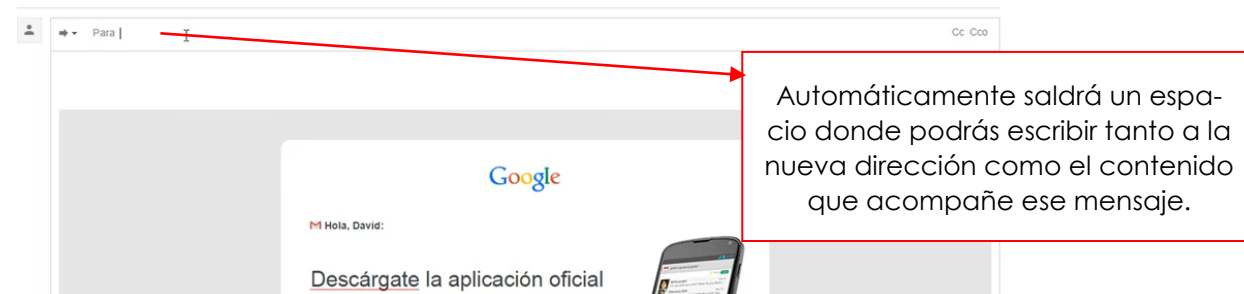 Para
Cc Cco
Automáticamente saldrá un espa-
cio donde podrás escribir tanto a la
nueva dirección como el contenido
que acompañe ese mensaje.
Google
Hola, David:
Descárgate la aplicación oficial